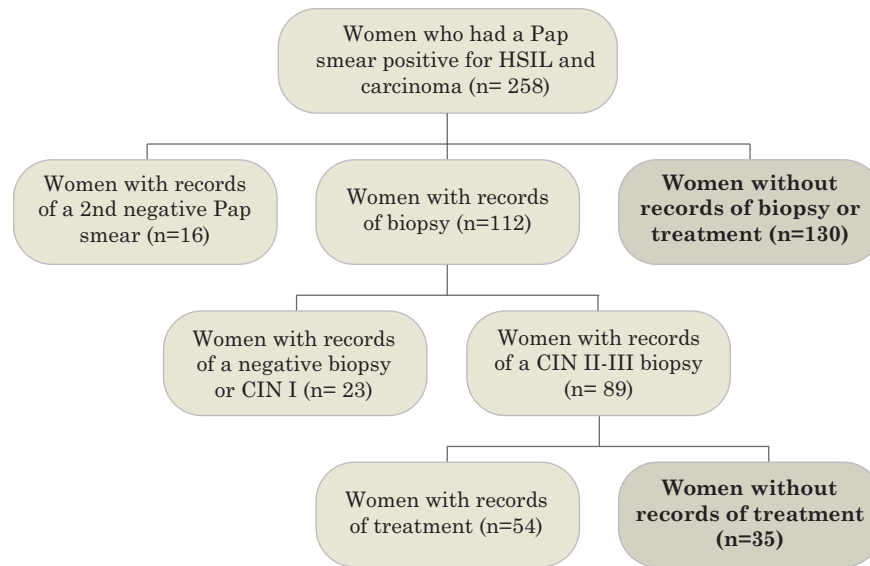 Women who had a Pap
smear positive for HSIL and
carcinoma (n= 258)
Women with records
of a 2nd negative Pap
smear (n=16)
Women with records
of biopsy (n=112)
Women without
records of biopsy or
treatment (n=130)
Women with records
of a negative biopsy
or CIN I (n= 23)
Women with records
of a CIN II-III biopsy
(n= 89)
Women with records
of treatment (n=54)
Women without
records of treatment
(n=35)